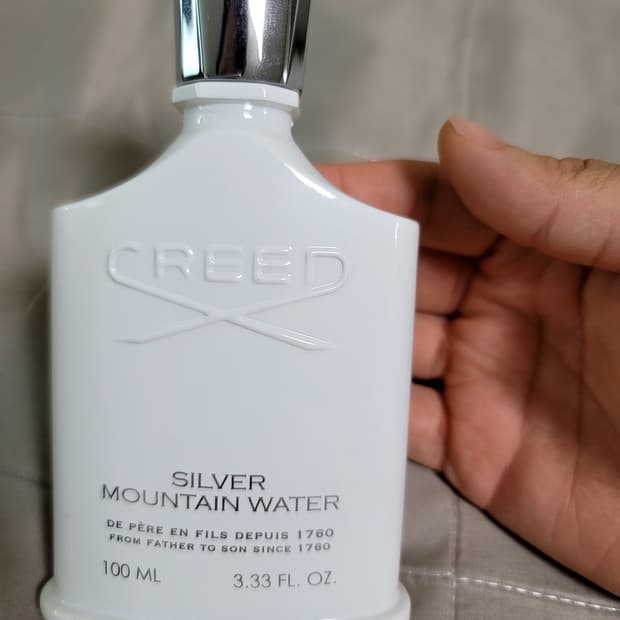 CREED
SILVER
MOUNTAIN WATER
DE PÈRE EN FILS DEPUIS 1760
FROM FATHER TO SON SINCE 1760
100 ML 3.33 FL. OZ.